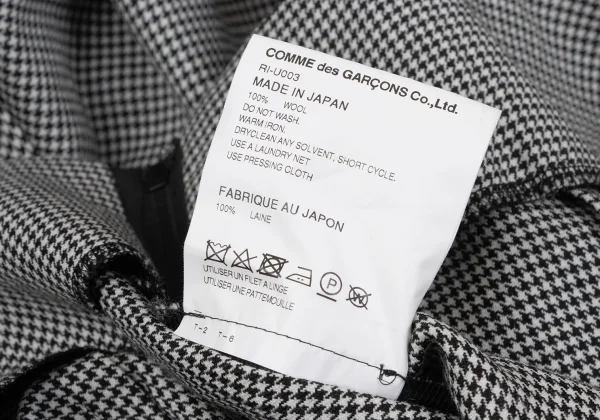 COMME des GARÇONS Co.,Ltd.
RI-U003
MADE IN JAPAN
100% WOOL
DO NOT WASH.
WARM IRON.
DRYCLEAN ANY SOLVENT, SHORT CYCLE.
USE A LAUNDRY NET
USE PRESSING CLOTH
FABRIQUE AU JAPON
100% LAINE
P W
UTILISER UN FILET A LINGE
UTILISER UNE PATTEMOUILLE
T-2 T-6